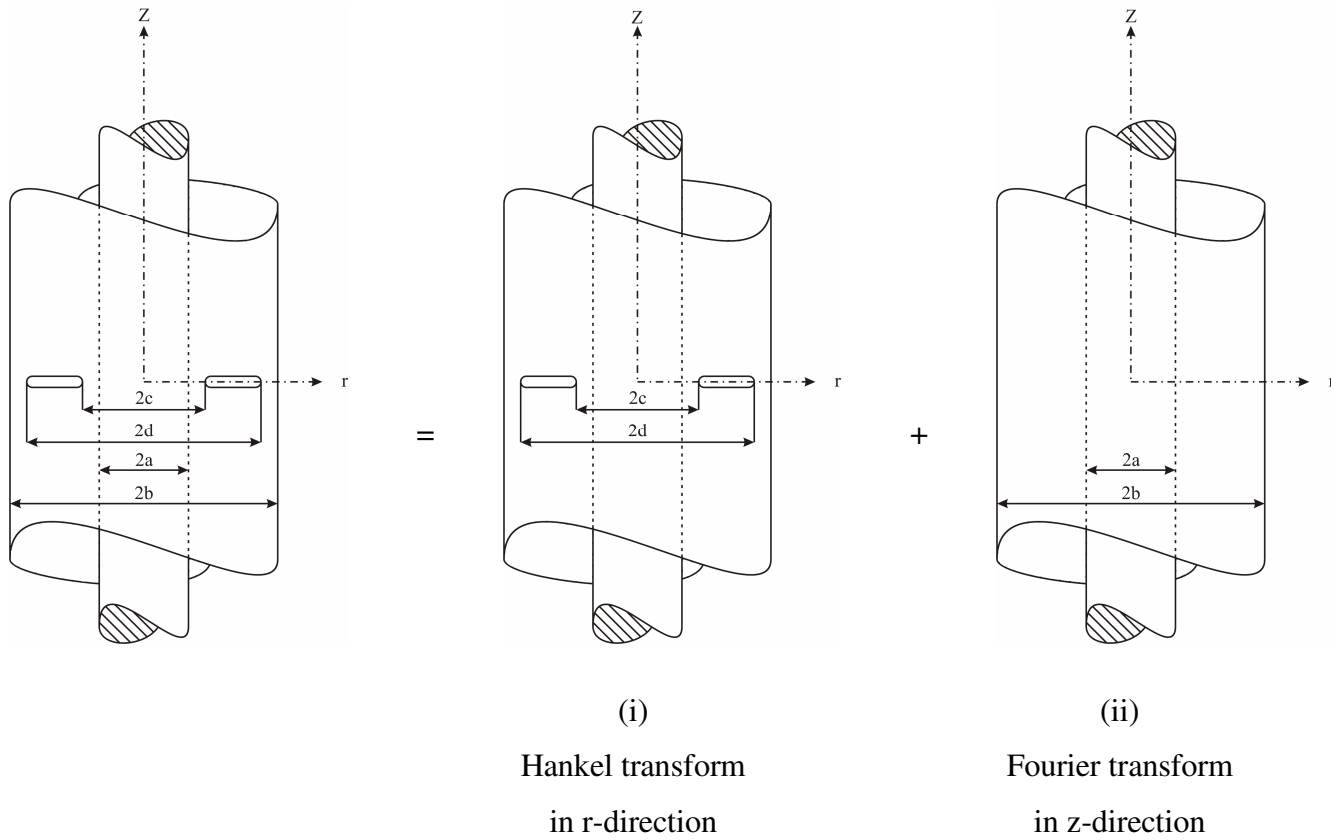 Z
r
2c
2d
2a
2b
=
Z
r
2c
2d
+
Z
r
2a
2b
(i)
Hankel transform
in r-direction
(ii)
Fourier transform
in z-direction